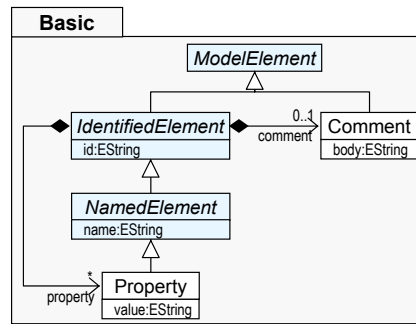 Basic
ModelElement
IdentifiedElement
id:EString
0..1
comment
Comment
body:EString
NamedElement
name:EString
*
property
Property
value:EString